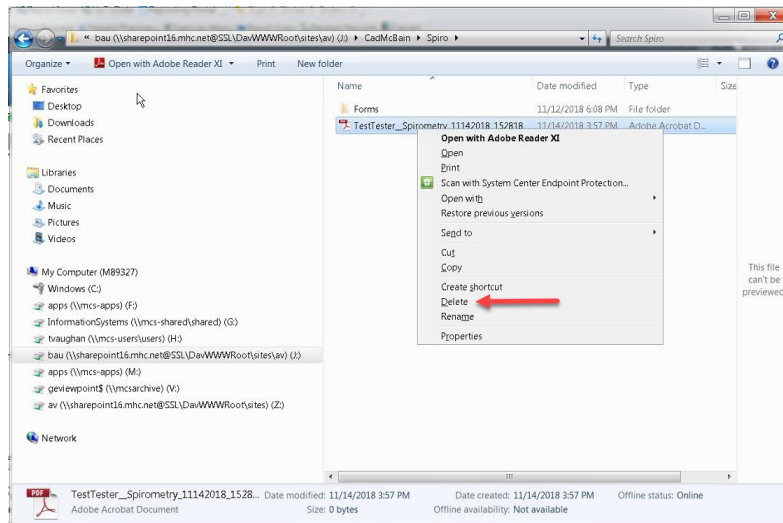 « bau (\\sharepoint16.mhc.net@SSL\DavWWWRoot\sites\av) (J:) ▸ CadMcBain ▸ Spiro ▸
Search Spiro
Organize ▾ Open with Adobe Reader XI ▾ Print New folder
Favorites
Desktop
Downloads
Recent Places
Libraries
Documents
Music
Pictures
Videos
My Computer (M89327)
Windows (C:)
apps (\\mcs-apps) (F:)
InformationSystems (\\mcs-shared\shared) (G:)
tvaughan (\\mcs-users\users) (H:)
bau (\\sharepoint16.mhc.net@SSL\DavWWWRoot\sites\av) (J:)
apps (\\mcs-apps) (M:)
geviewpoint$ (\\mcsarchive) (V:)
av (\\sharepoint16.mhc.net@SSL\DavWWWRoot\sites) (Z:)
Network
Name Date modified Type Size
Forms 11/12/2018 6:08 PM File folder
TestTester__Spirometry_11142018_152818 11/14/2018 3:57 PM Adobe Acrobat D...
Open with Adobe Reader XI
Open
Print
Scan with System Center Endpoint Protection...
Open with
Restore previous versions
Send to
Cut
Copy
Create shortcut
Delete
Rename
Properties
This file
can't be
previewed
PDF
TestTester__Spirometry_11142018_1528... Date modified: 11/14/2018 3:57 PM Date created: 11/14/2018 3:57 PM Offline status: Online
Adobe Acrobat Document Size: 0 bytes Offline availability: Not available